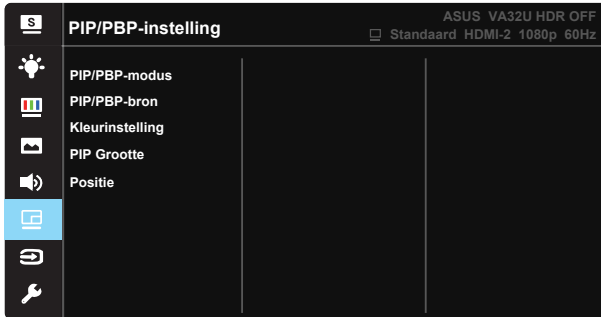 S
PIP/PBP-instelling
ASUS VA32U HDR OFF
Standaard HDMI-2 1080p 60Hz
PIP/PBP-modus
PIP/PBP-bron
Kleurinstelling
PIP Grootte
Positie